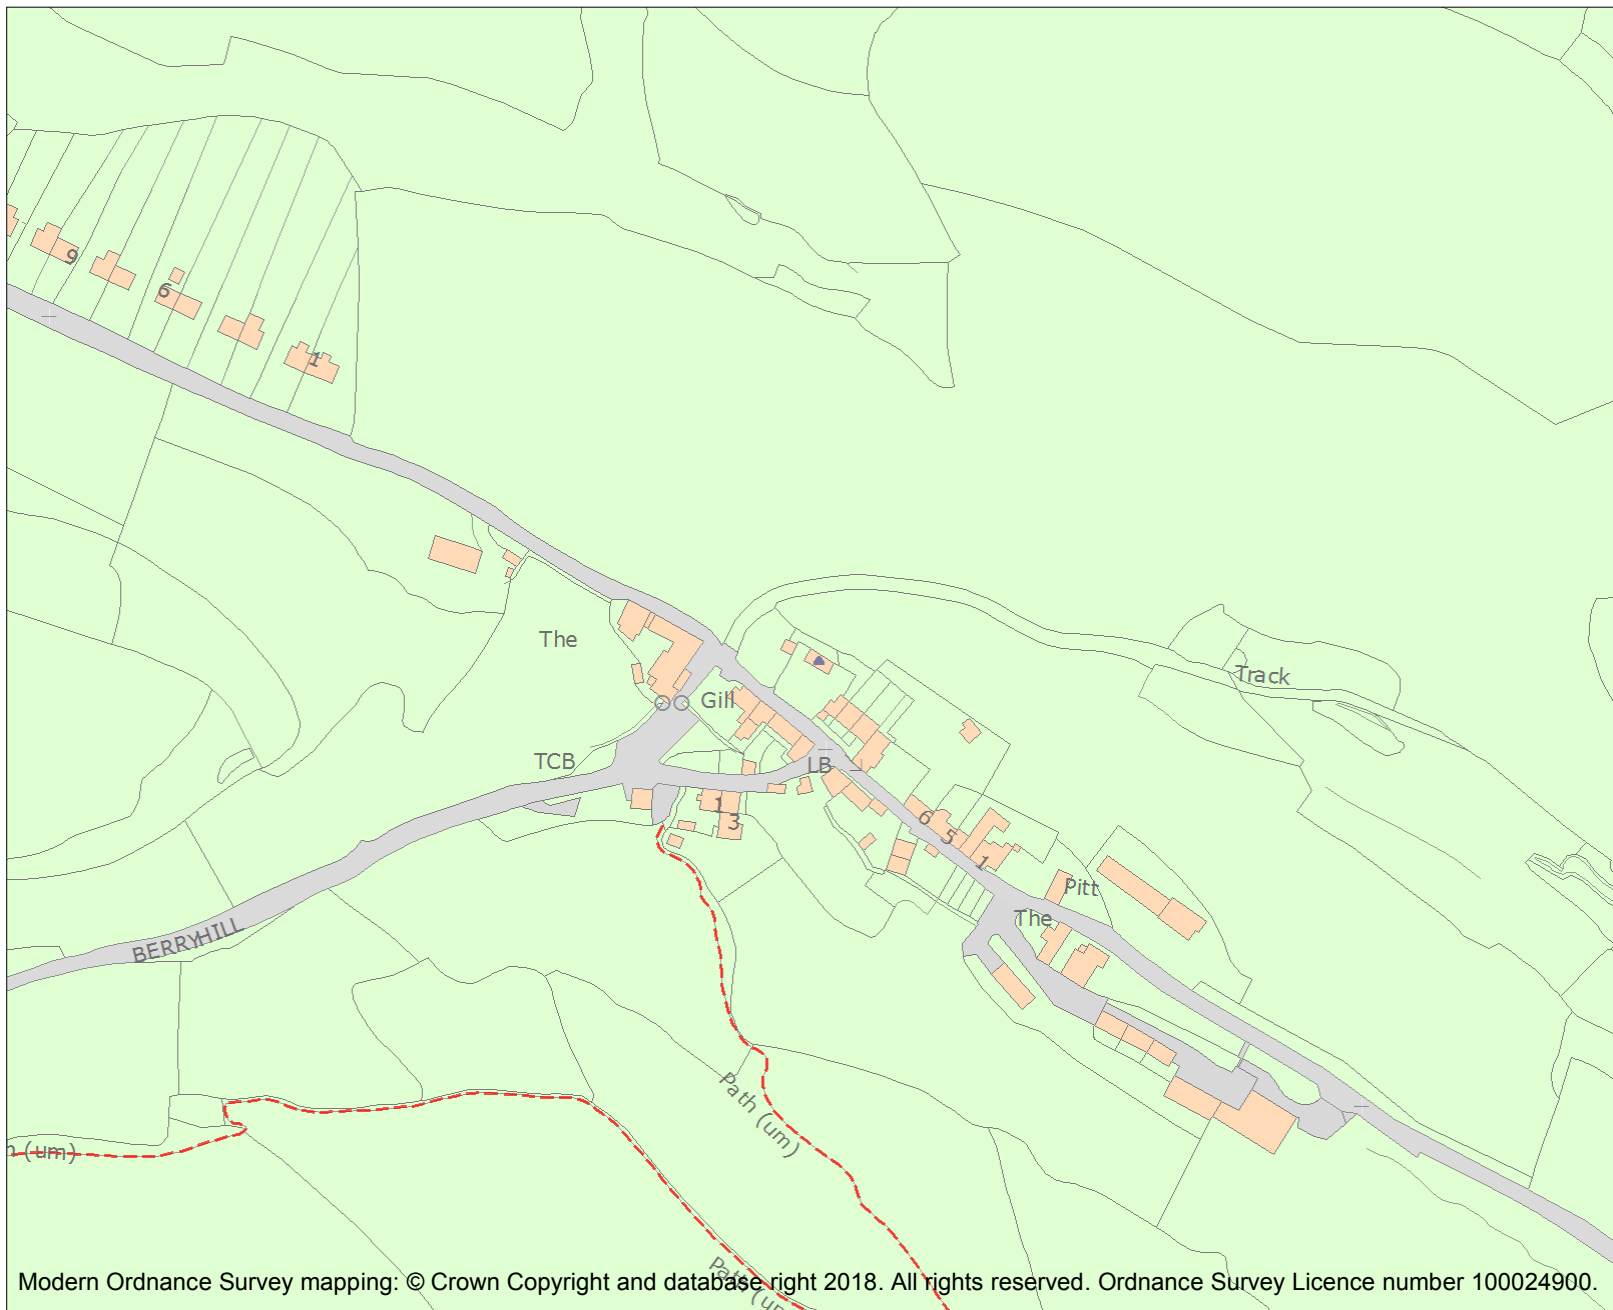 9
6
1
The
Track
Gill
TCB
LB
1
3
6
5
1
Pitt
The
BERRYHILL
Path (um)
(um)
Modern Ordnance Survey mapping: © Crown Copyright and database right 2018. All rights reserved. Ordnance Survey Licence number 100024900.